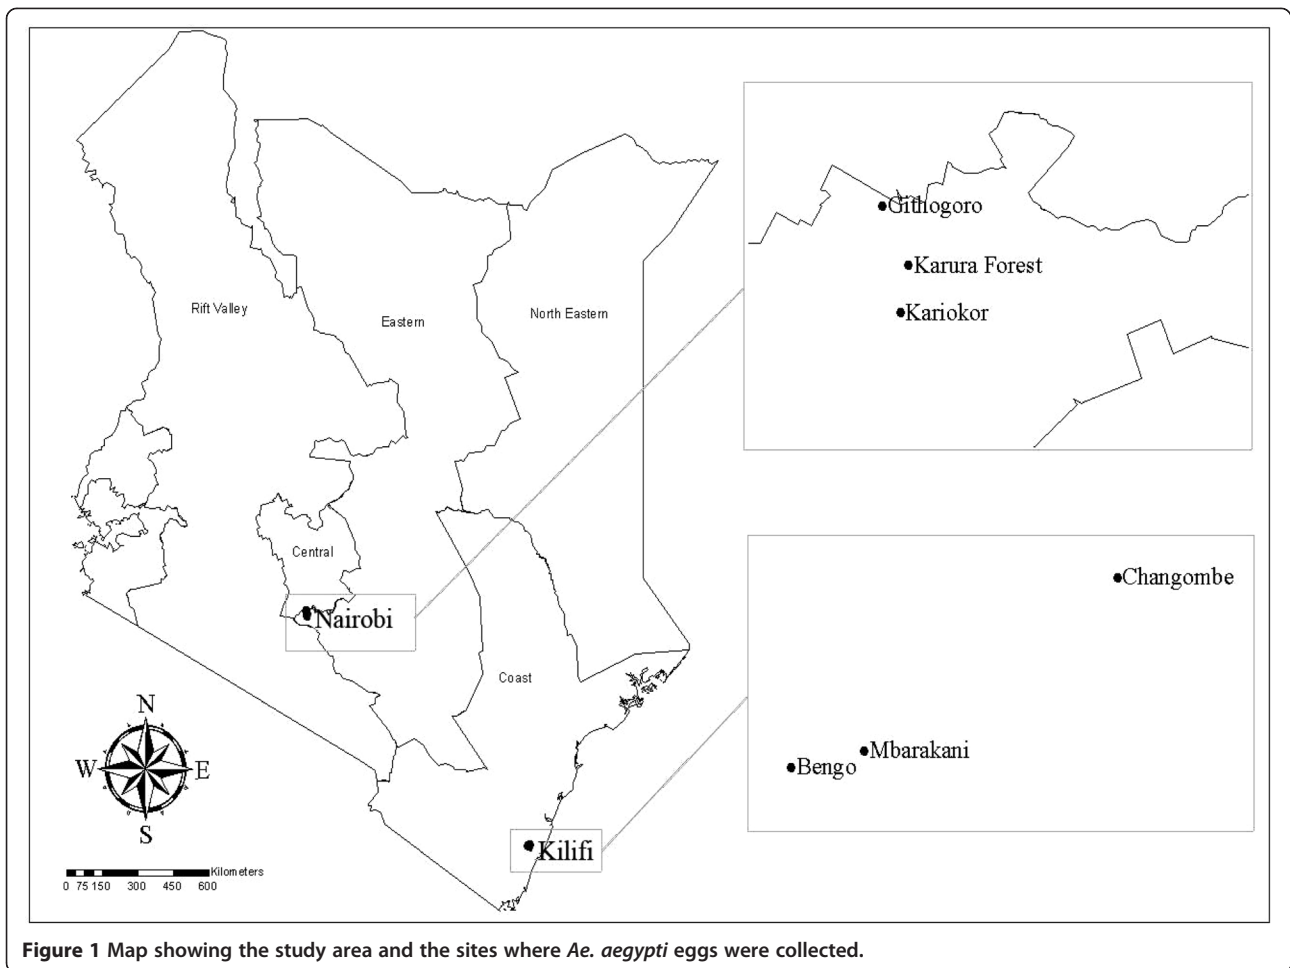 Githogoro
Karura Forest
Kariokor
Rift Valley
Eastern
North Eastern
Central
Nairobi
Coast
Changombe
Mbarakani
Bengo
N
W E
S
Kilifi
Kilometers
0 75 150 300 450 600
Figure 1 Map showing the study area and the sites where Ae. aegypti eggs were collected.